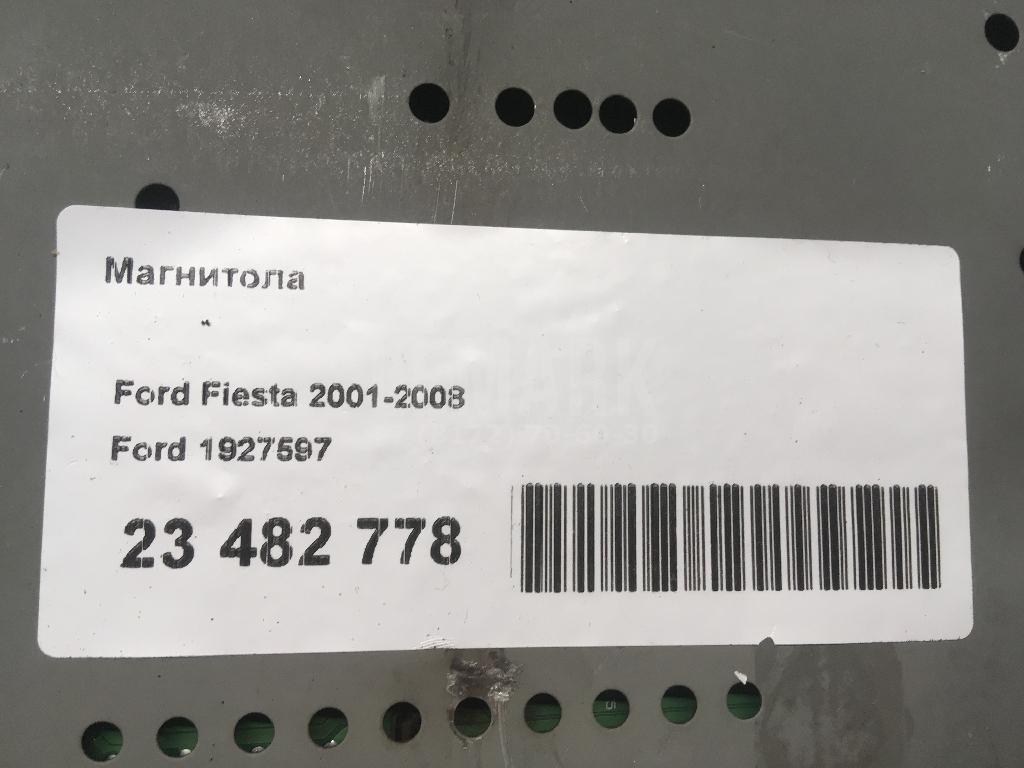 Магнитола
Ford Fiesta 2001-2008
Ford 1927597
23 482 778